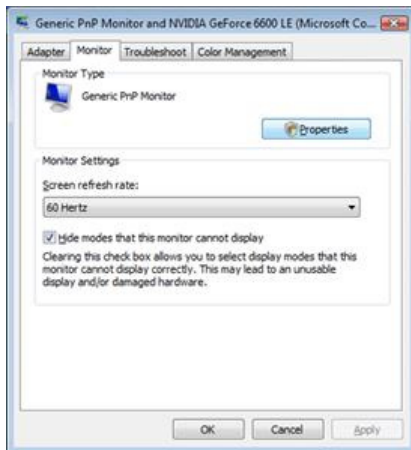 Generic PnP Monitor and NVIDIA GeForce 6600 LE (Microsoft Co...
Adapter Monitor Troubleshoot Color Management
Monitor Type
Generic PnP Monitor
Properties
Monitor Settings
Screen refresh rate:
60 Hertz
Hide modes that this monitor cannot display
Clearing this check box allows you to select display modes that this
monitor cannot display correctly. This may lead to an unusable
display and/or damaged hardware.
OK Cancel Apply